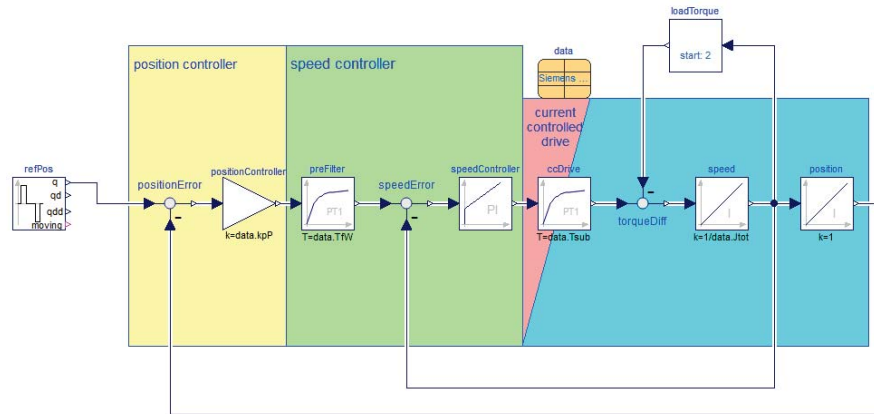 loadTorque
start: 2
data
Siemens ...
position controller
speed controller
current
controlled
drive
refPos
q
qd
qdd
moving
positionError
positionController
k=data.kpP
preFilter
PT1
T=data.TfW
speedError
speedController
PI
ccDrive
PT1
T=data.Tsub
torqueDiff
speed
I
k=1/data.Jtot
position
I
k=1